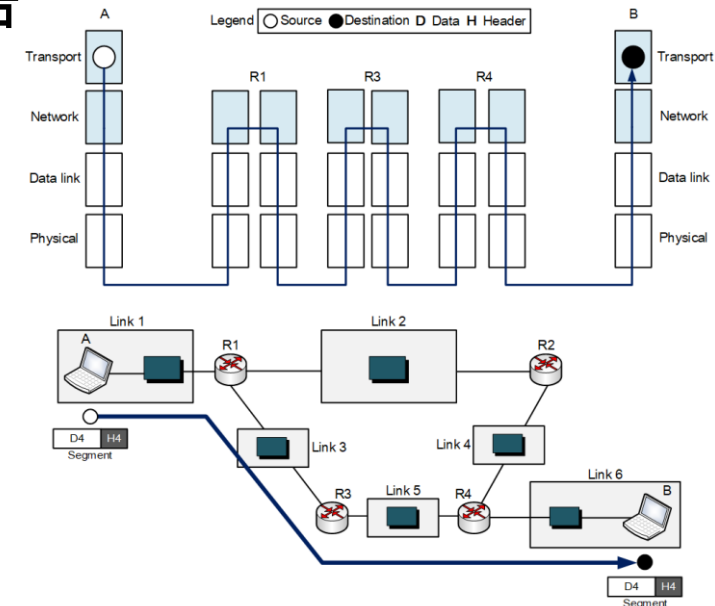 A
Legend Source Destination D Data H Header
B
Transport
Transport
R1
R3
R4
Network
Network
Data link
Data link
Physical
Physical
Link 1
Link 2
A
R1
R2
D4 H4
Segment
Link 3
Link 4
Link 6
R3
Link 5
R4
B
D4 H4
Segment